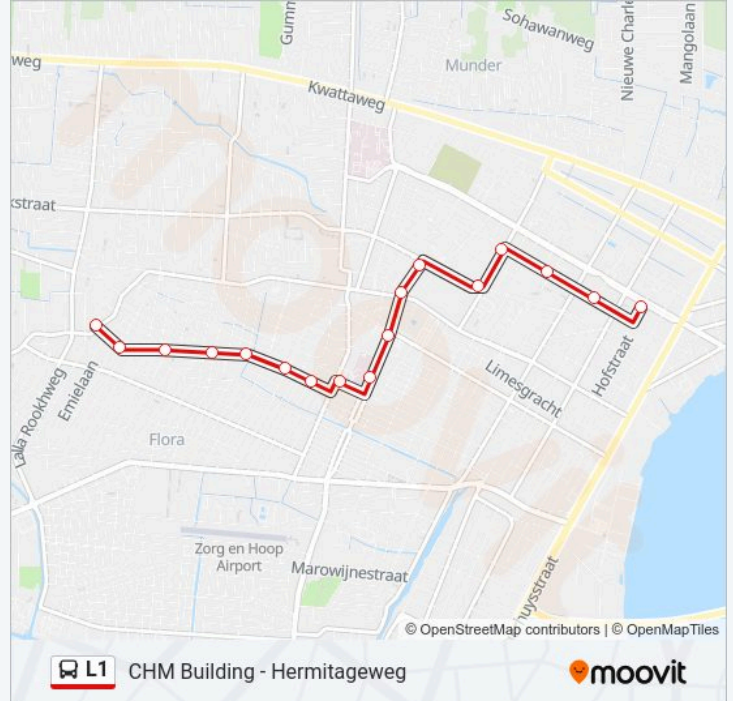 Gumm
Sohawanweg
Nieuwe Charle
Mangolaan
Munder
weg
Kwattaweg
kstraat
Lalla Rookhweg
Emielaan
Limesgracht
Hofstraat
Flora
Zorg en Hoop
Airport
Marowijnestraat
huysstraat
© OpenStreetMap contributors | © OpenMapTiles
L1 CHM Building - Hermitageweg
moovit